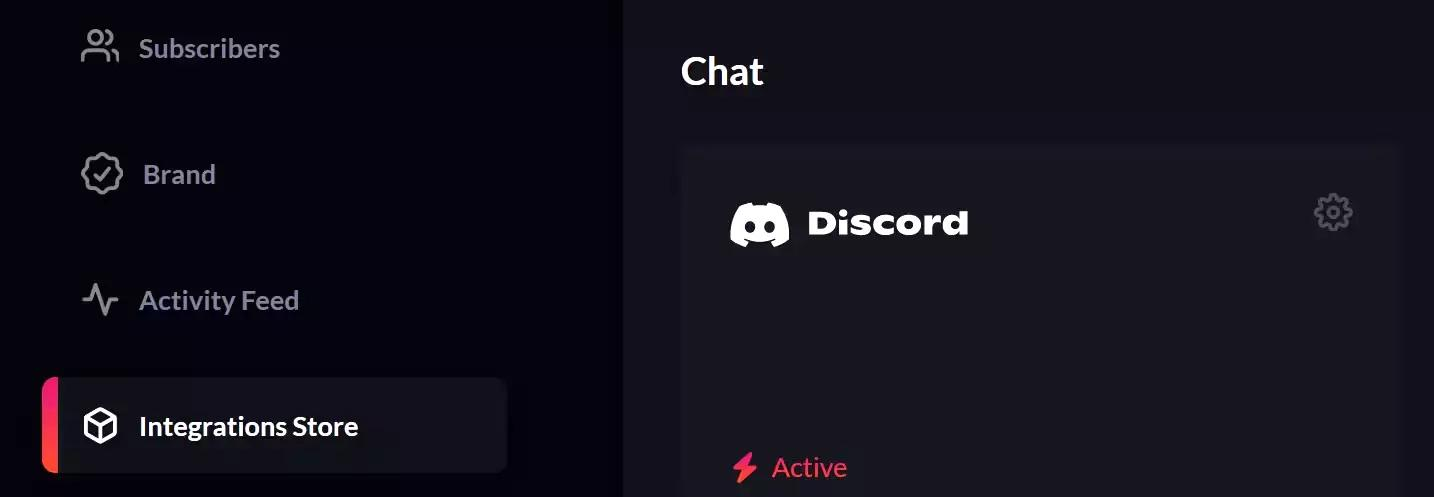 Subscribers
Brand
Activity Feed
Integrations Store
Chat
Discord
Active